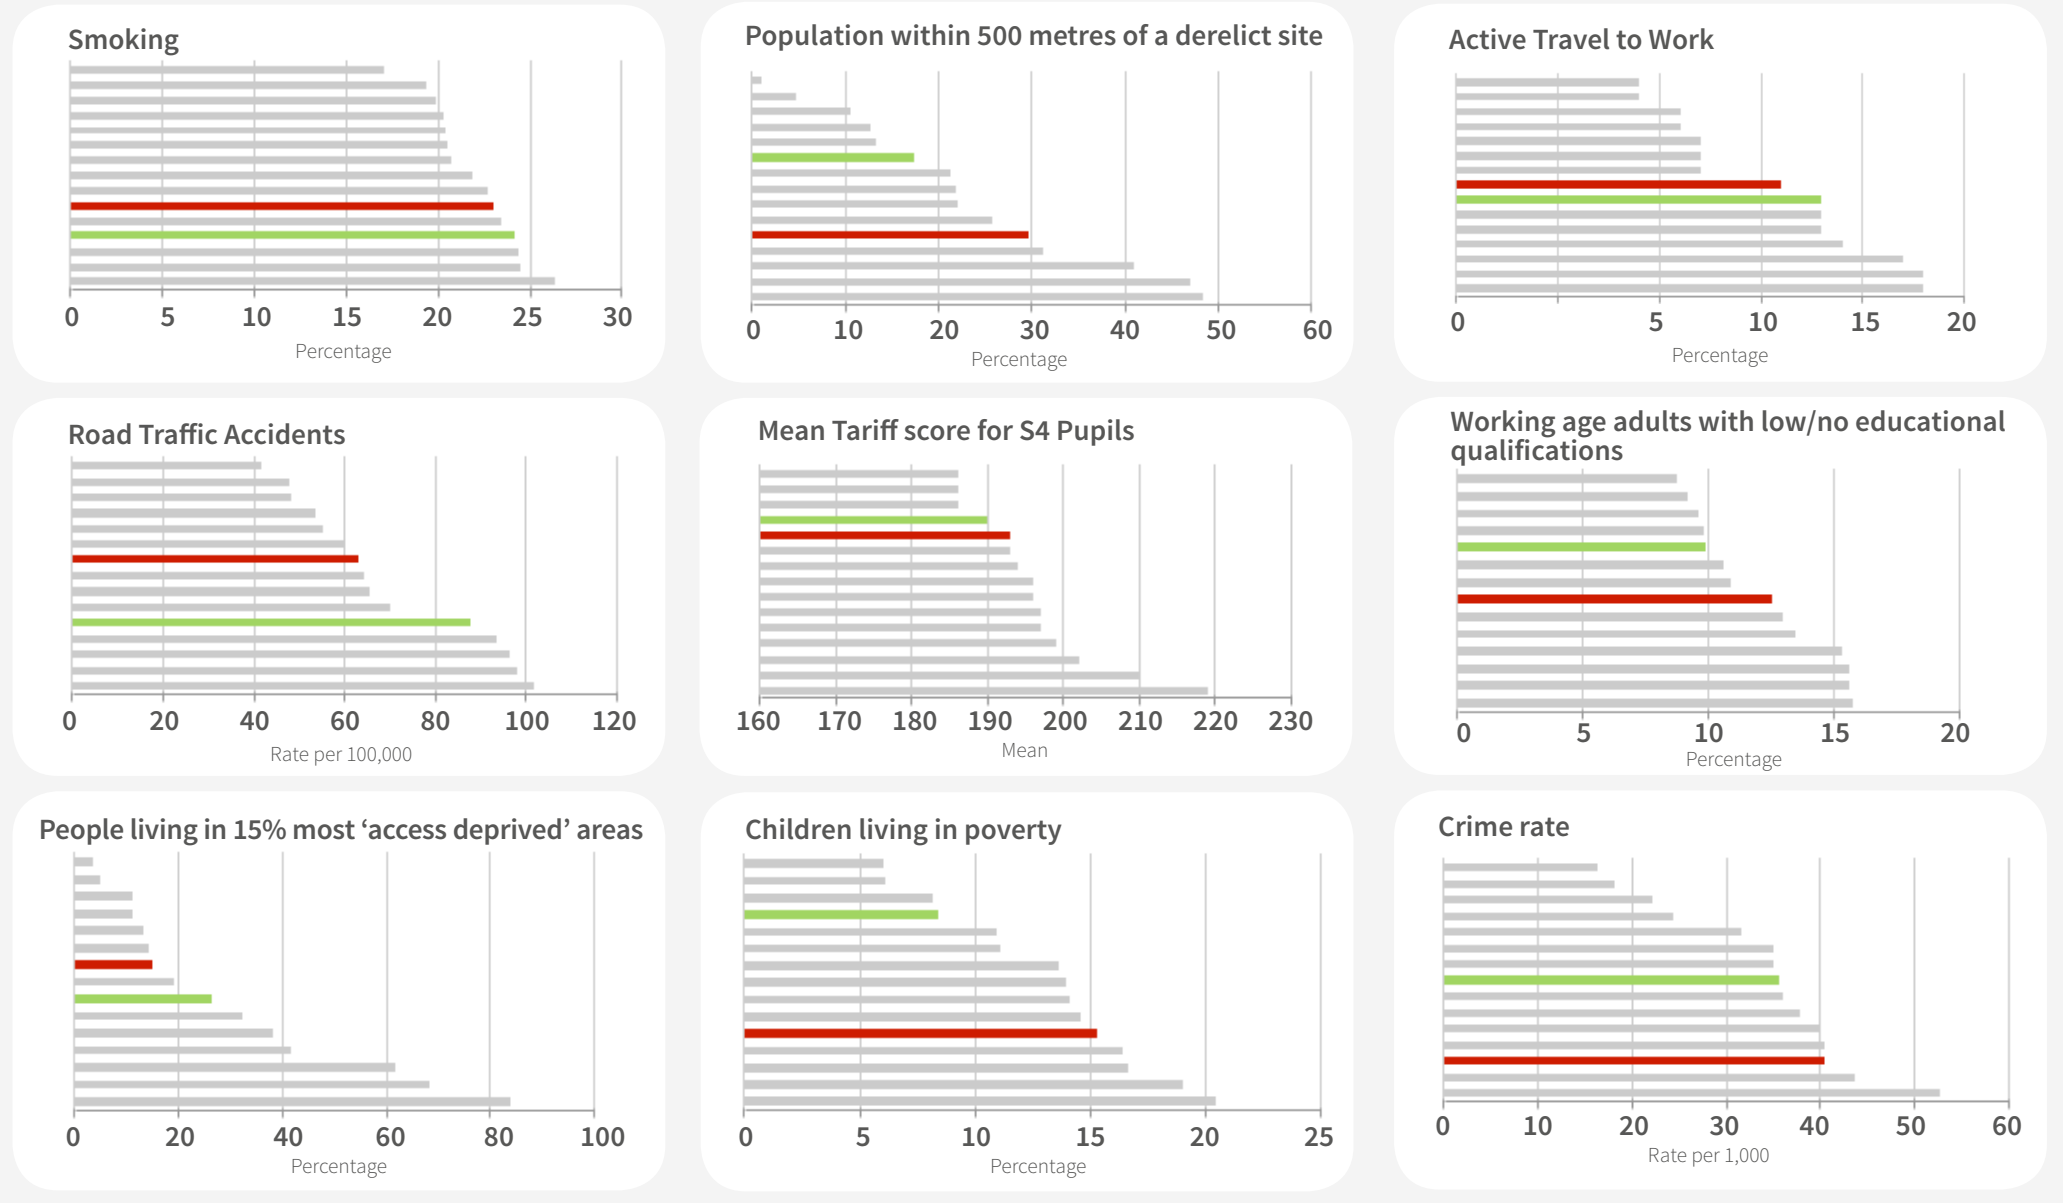 Smoking
0 5 10 15 20 25 30
Percentage
Population within 500 metres of a derelict site
0 10 20 30 40 50 60
Percentage
Active Travel to Work
0 5 10 15 20
Percentage
Road Traffic Accidents
0 20 40 60 80 100 120
Rate per 100,000
Mean Tariff score for S4 Pupils
160 170 180 190 200 210 220 230
Mean
Working age adults with low/no educational
qualifications
0 5 10 15 20
Percentage
People living in 15% most ‘access deprived’ areas
0 20 40 60 80 100
Percentage
Children living in poverty
0 5 10 15 20 25
Percentage
Crime rate
0 10 20 30 40 50 60
Rate per 1,000